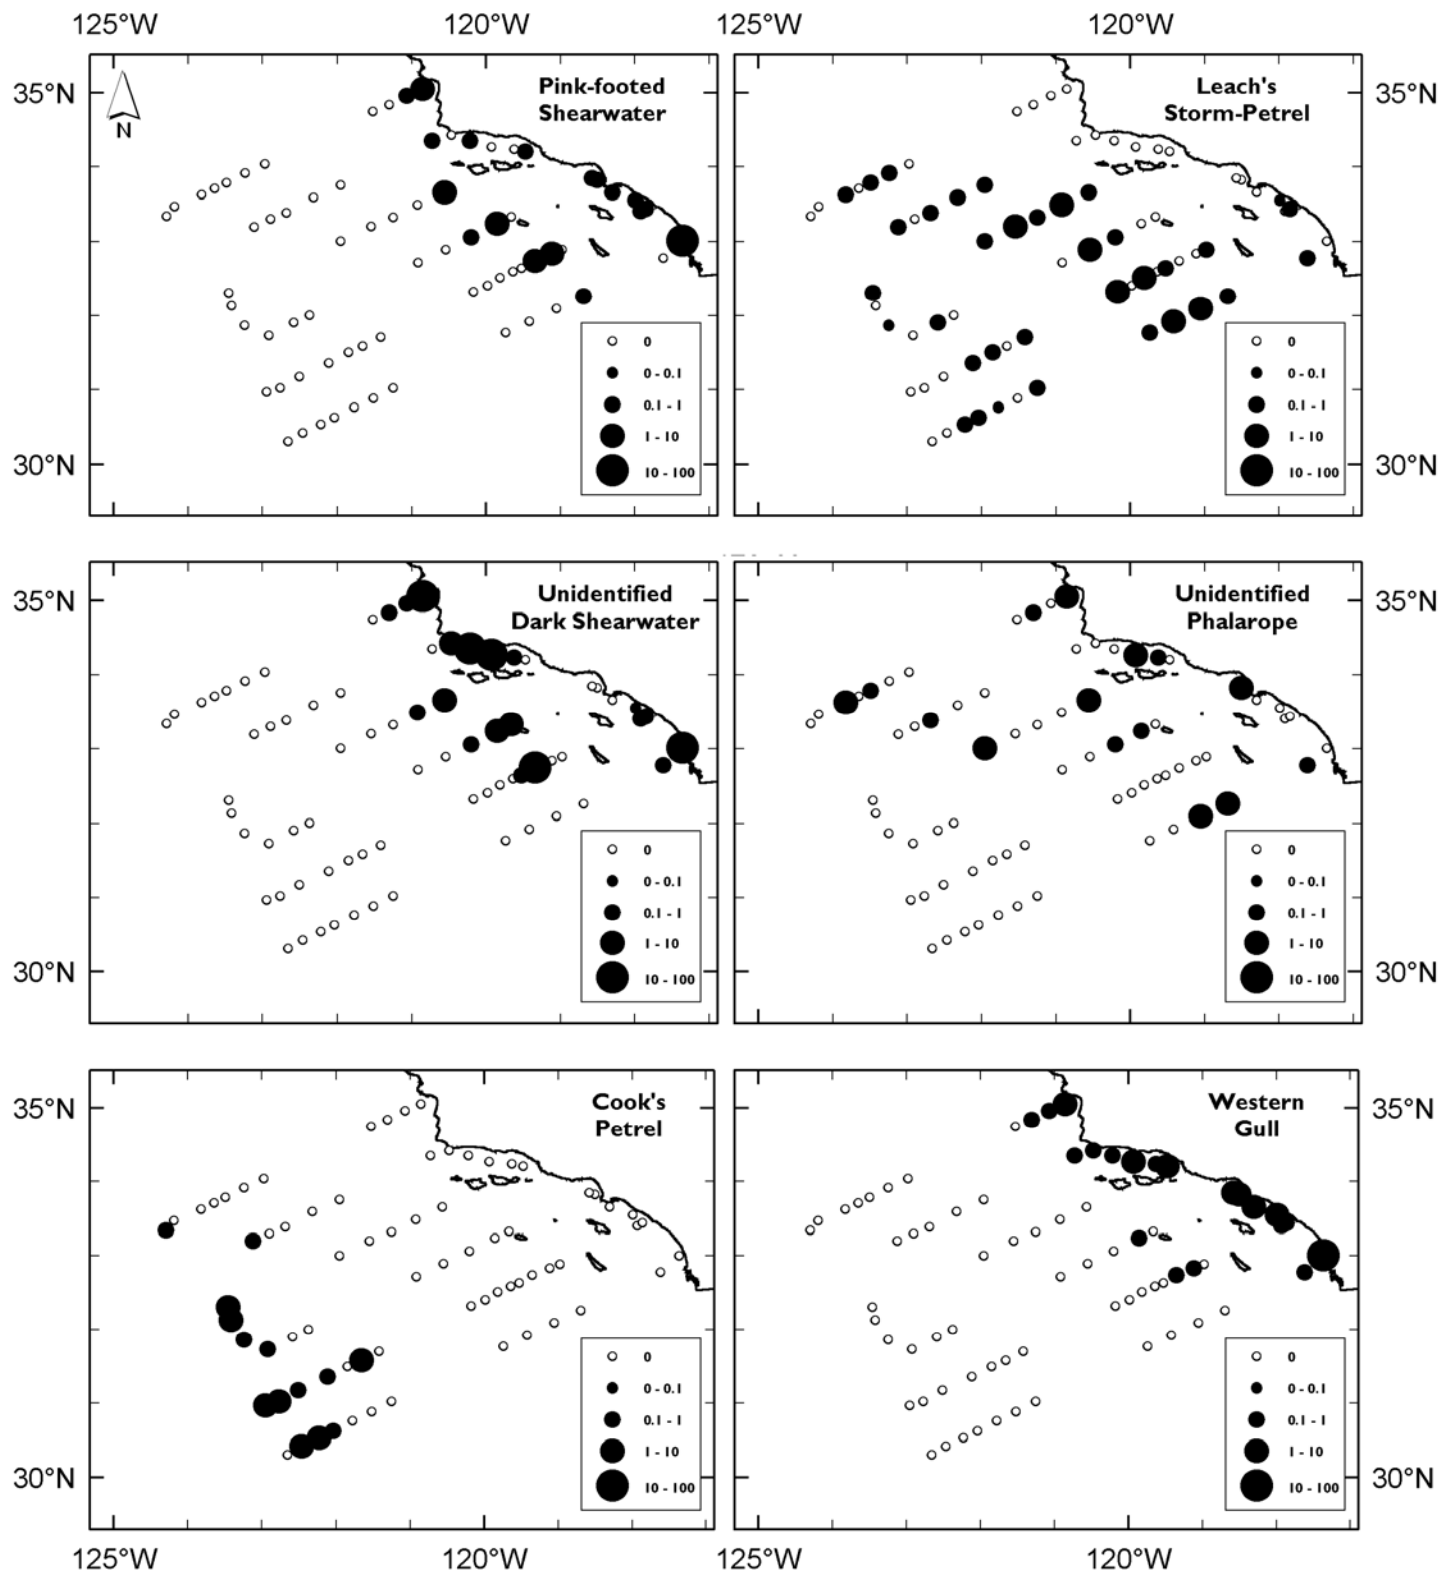 125°W 120°W 125°W 120°W
35°N
N
Pink-footed
Shearwater
0
0 - 0.1
0.1 - 1
1 - 10
10 - 100
30°N
Leach's
Storm-Petrel
35°N
0
0 - 0.1
0.1 - 1
1 - 10
10 - 100
30°N
35°N
Unidentified
Dark Shearwater
0
0 - 0.1
0.1 - 1
1 - 10
10 - 100
30°N
Unidentified
Phalarope
35°N
0
0 - 0.1
0.1 - 1
1 - 10
10 - 100
30°N
35°N
Cook's
Petrel
0
0 - 0.1
0.1 - 1
1 - 10
10 - 100
30°N
Western
Gull
35°N
0
0 - 0.1
0.1 - 1
1 - 10
10 - 100
30°N
125°W 120°W 125°W 120°W